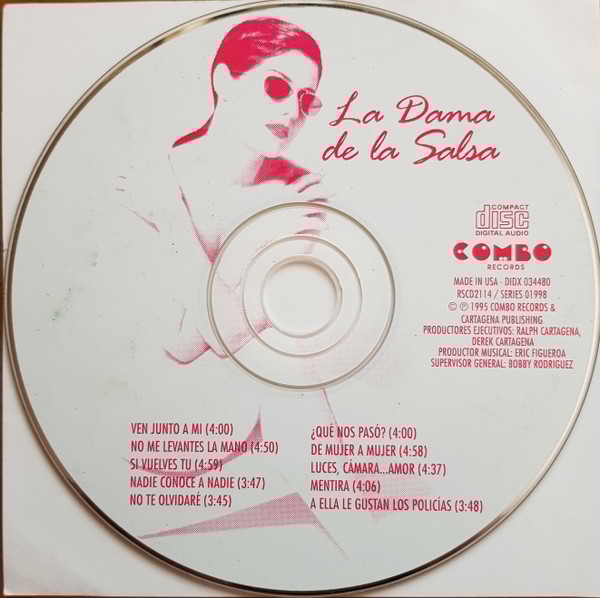 La Dama
de la Salsa
COMPACT
disc
DIGITAL AUDIO
COMBO
RECORDS
MADE IN USA - DIDX 034480
RSCD2114 / SERIES 01998
© ℗ 1995 COMBO RECORDS &
CARTAGENA PUBLISHING
PRODUCTORES EJECUTIVOS: RALPH CARTAGENA,
DEREK CARTAGENA
PRODUCTOR MUSICAL: ERIC FIGUEROA
SUPERVISOR GENERAL: BOBBY RODRIGUEZ
VEN JUNTO A MI (4:00)
NO ME LEVANTES LA MANO (4:50)
SI VUELVES TU (4:59)
NADIE CONOCE A NADIE (3:47)
NO TE OLVIDARÉ (3:45)
¿QUÉ NOS PASÓ? (4:00)
DE MUJER A MUJER (4:58)
LUCES, CÁMARA...AMOR (4:37)
MENTIRA (4:06)
A ELLA LE GUSTAN LOS POLICÍAS (3:48)